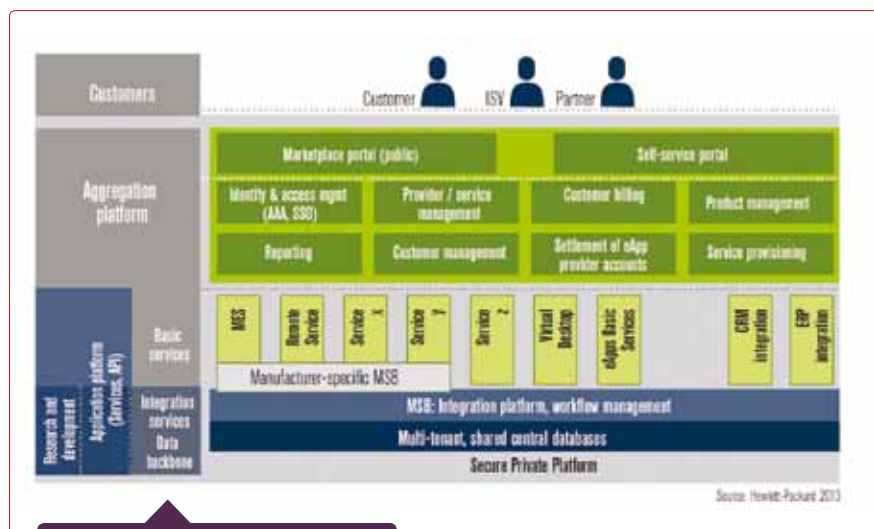 Customers
Customer
ISV
Partner
Aggregation
platform
Marketplace portal (public)
Self-service portal
Identity & access mgmt
(AAA, SSO)
Provider / service
management
Customer billing
Product management
Reporting
Customer management
Settlement of eApp
provider accounts
Service provisioning
Research and
development
Application platform
(Services, API)
Basic
services
MES
Remote
Service
Service
X
Service
y
Service
Z
Virtual
Desktop
eApps Basic
Services
CRM
integration
ERP
integration
Manufacturer-specific MSB
Integration
services
MSB: Integration platform, workflow management
Data
backbone
Multi-tenant, shared central databases
Secure Private Platform
Source: Hewlett-Packard 2013